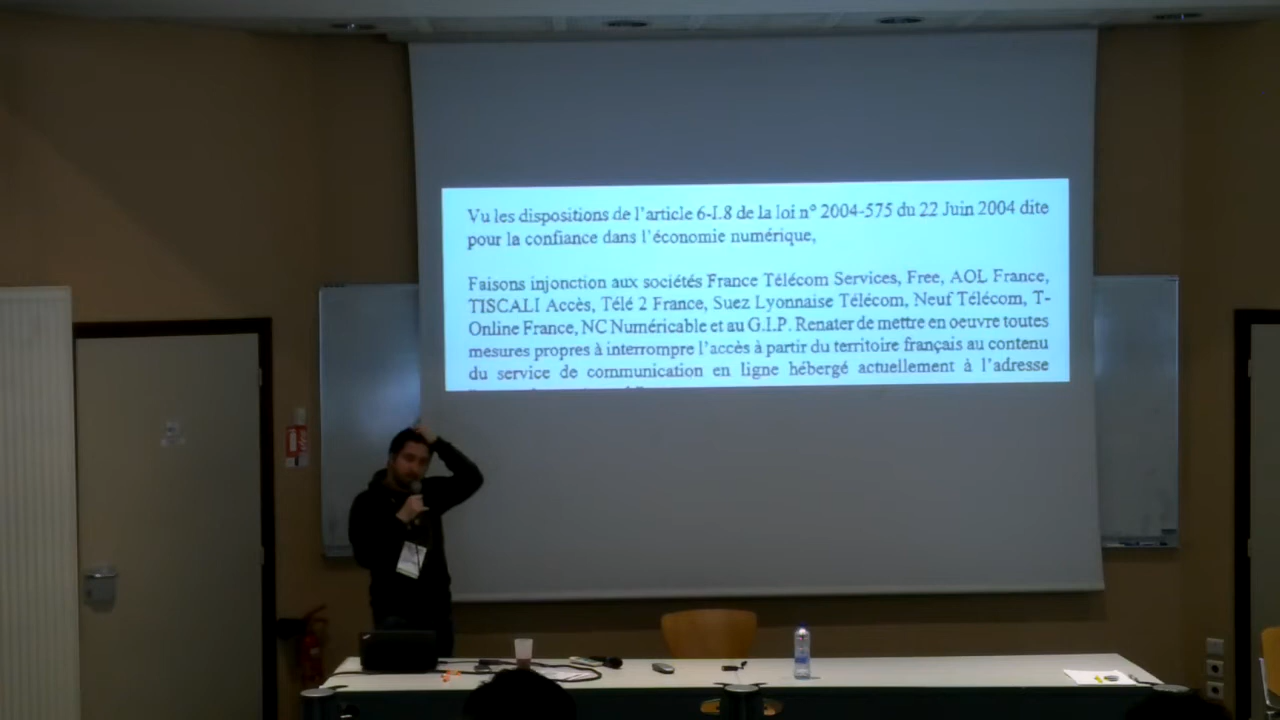 Vu les dispositions de l'article 6-I.8 de la loi n° 2004-575 du 22 Juin 2004 dite
pour la confiance dans l'économie numérique,
Faisons injonction aux sociétés France Télécom Services, Free, AOL France,
TISCALI Accès, Télé 2 France, Suez Lyonnaise Télécom, Neuf Télécom, T-
Online France, NC Numéricable et au G.I.P. Renater de mettre en oeuvre toutes
mesures propres à interrompre l'accès à partir du territoire français au contenu
du service de communication en ligne hébergé actuellement à l'adresse